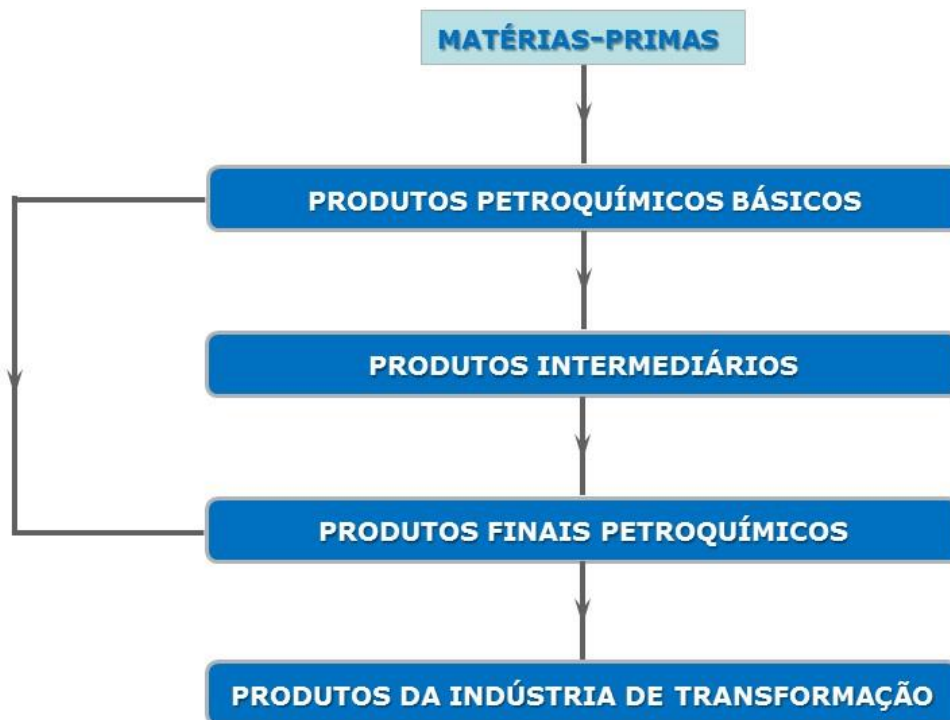 MATÉRIAS-PRIMAS
PRODUTOS PETROQUÍMICOS BÁSICOS
PRODUTOS INTERMEDIÁRIOS
PRODUTOS FINAIS PETROQUÍMICOS
PRODUTOS DA INDÚSTRIA DE TRANSFORMAÇÃO